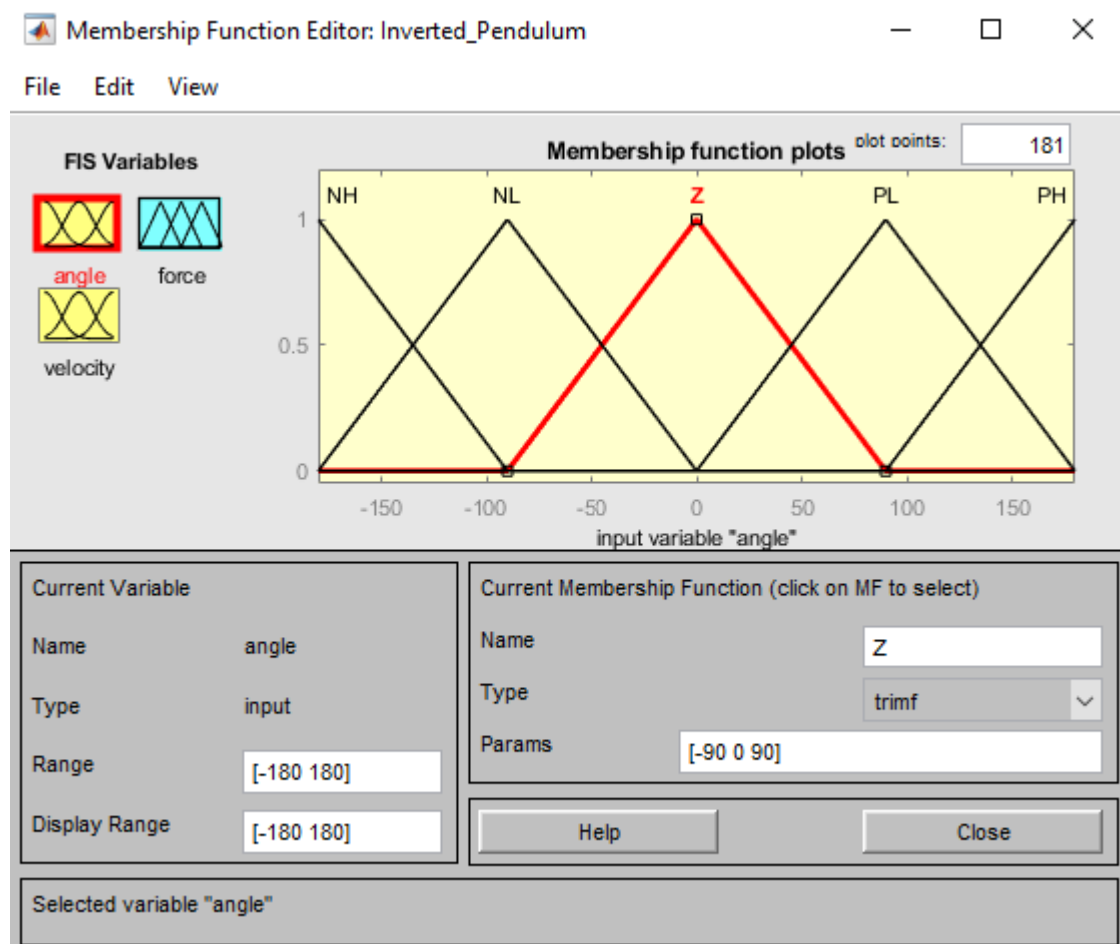 Membership Function Editor: Inverted_Pendulum
File Edit View
FIS Variables
angle
force
velocity
Membership function plots
plot points:
181
NH NL Z PL PH
1
0.5
0
-150 -100 -50 0 50 100 150
input variable "angle"
Current Variable
Name angle
Type input
Range [-180 180]
Display Range [-180 180]
Current Membership Function (click on MF to select)
Name Z
Type trimf
Params [-90 0 90]
Help Close
Selected variable "angle"